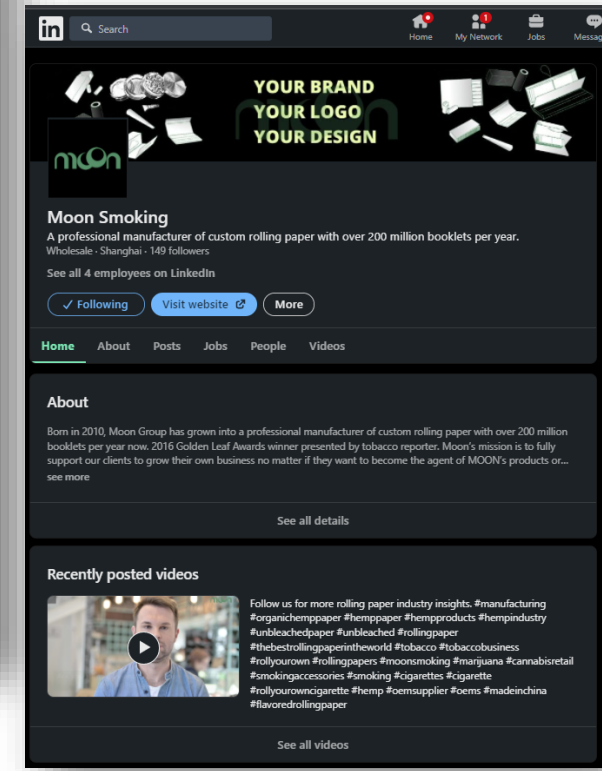 in
Search
Home
My Network
Jobs
YOUR BRAND
YOUR LOGO
YOUR DESIGN
moon
Moon Smoking
A professional manufacturer of custom rolling paper with over 200 million booklets per year.
Wholesale · Shanghai · 149 followers
See all 4 employees on LinkedIn
✓ Following
Visit website
More
Home
About
Posts
Jobs
People
Videos
About
Born in 2010, Moon Group has grown into a professional manufacturer of custom rolling paper with over 200 million
booklets per year now. 2016 Golden Leaf Awards winner presented by tobacco reporter. Moon's mission is to fully
support our clients to grow their own business no matter if they want to become the agent of MOON's products or...
see more
See all details
Recently posted videos
Follow us for more rolling paper industry insights. #manufacturing
#organichemppaper #hemppaper #hempproducts #hempindustry
#unbleachedpaper #unbleached #rollingpaper
#thebestrollingpaperintheworld #tobacco #tobaccobusiness
#rollyourown #rollingpapers #moonsmoking #marijuana #cannabisretail
#smokingaccessories #smoking #cigarettes #cigarette
#rollyourowncigarette #hemp #oemsupplier #oems #madeinchina
#flavoredrollingpaper
See all videos